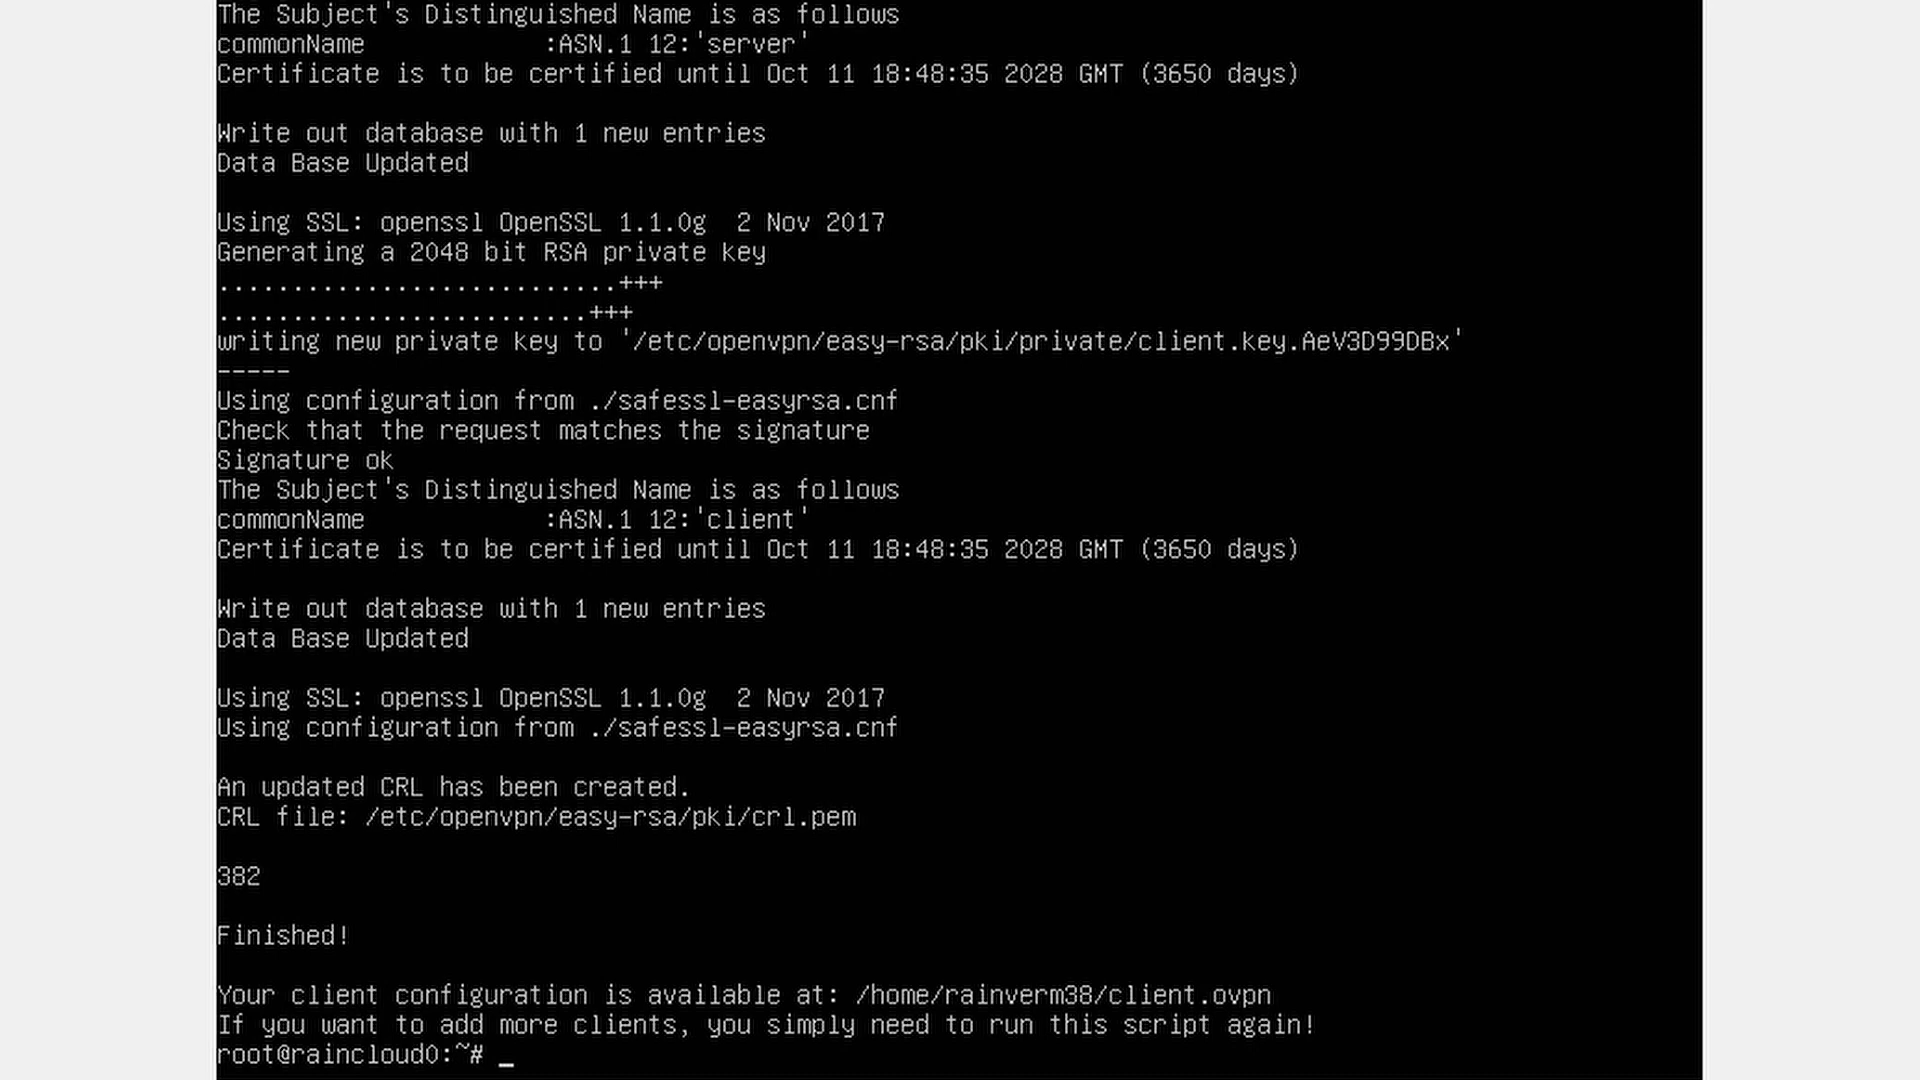 The Subject's Distinguished Name is as follows
commonName            :ASN.1 12:'server'
Certificate is to be certified until Oct 11 18:48:35 2028 GMT (3650 days)
Write out database with 1 new entries
Data Base Updated
Using SSL: openssl OpenSSL 1.1.0g  2 Nov 2017
Generating a 2048 bit RSA private key
...........................+++
.........................+++
writing new private key to '/etc/openvpn/easy-rsa/pki/private/client.key.AeV3D99DBx'
-----
Using configuration from ./safessl-easyrsa.cnf
Check that the request matches the signature
Signature ok
The Subject's Distinguished Name is as follows
commonName            :ASN.1 12:'client'
Certificate is to be certified until Oct 11 18:48:35 2028 GMT (3650 days)
Write out database with 1 new entries
Data Base Updated
Using SSL: openssl OpenSSL 1.1.0g  2 Nov 2017
Using configuration from ./safessl-easyrsa.cnf
An updated CRL has been created.
CRL file: /etc/openvpn/easy-rsa/pki/crl.pem
382
Finished!
Your client configuration is available at: /home/rainverm38/client.ovpn
If you want to add more clients, you simply need to run this script again!
root@raincloud0:~# _